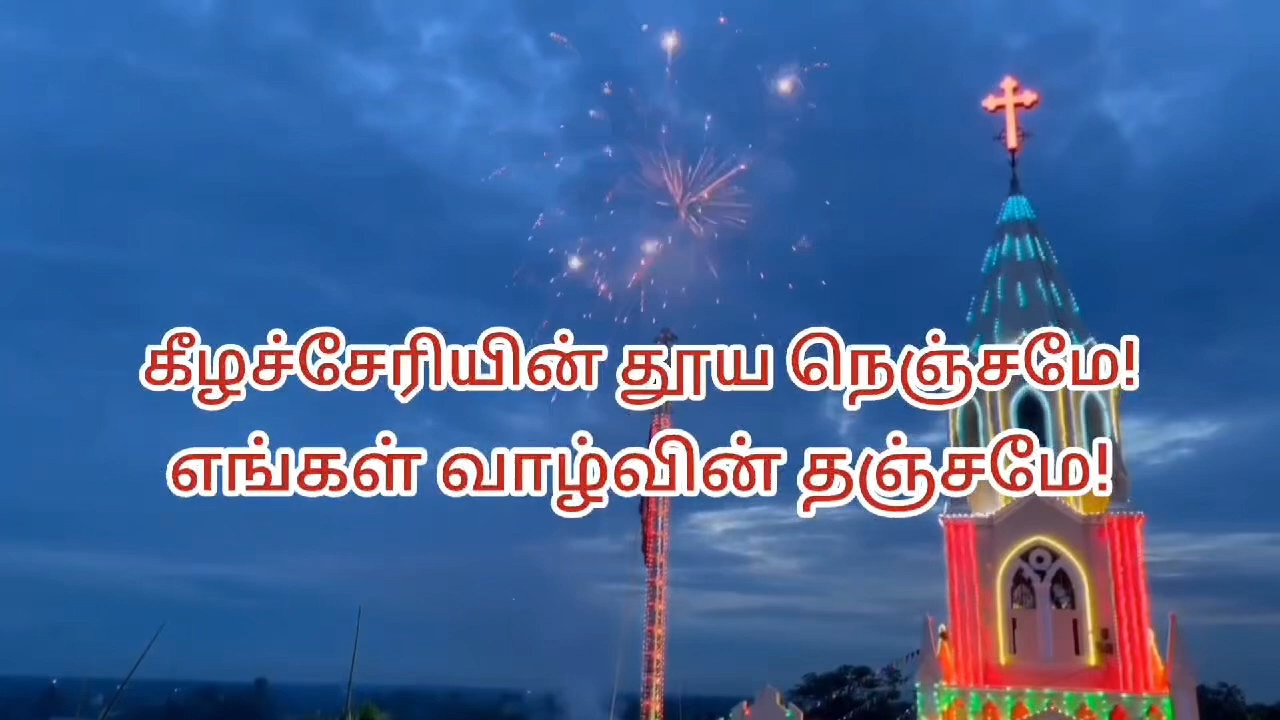 கீழச்சேரியின் தூய நெஞ்சமே!
எங்கள் வாழ்வின் தஞ்சமே!